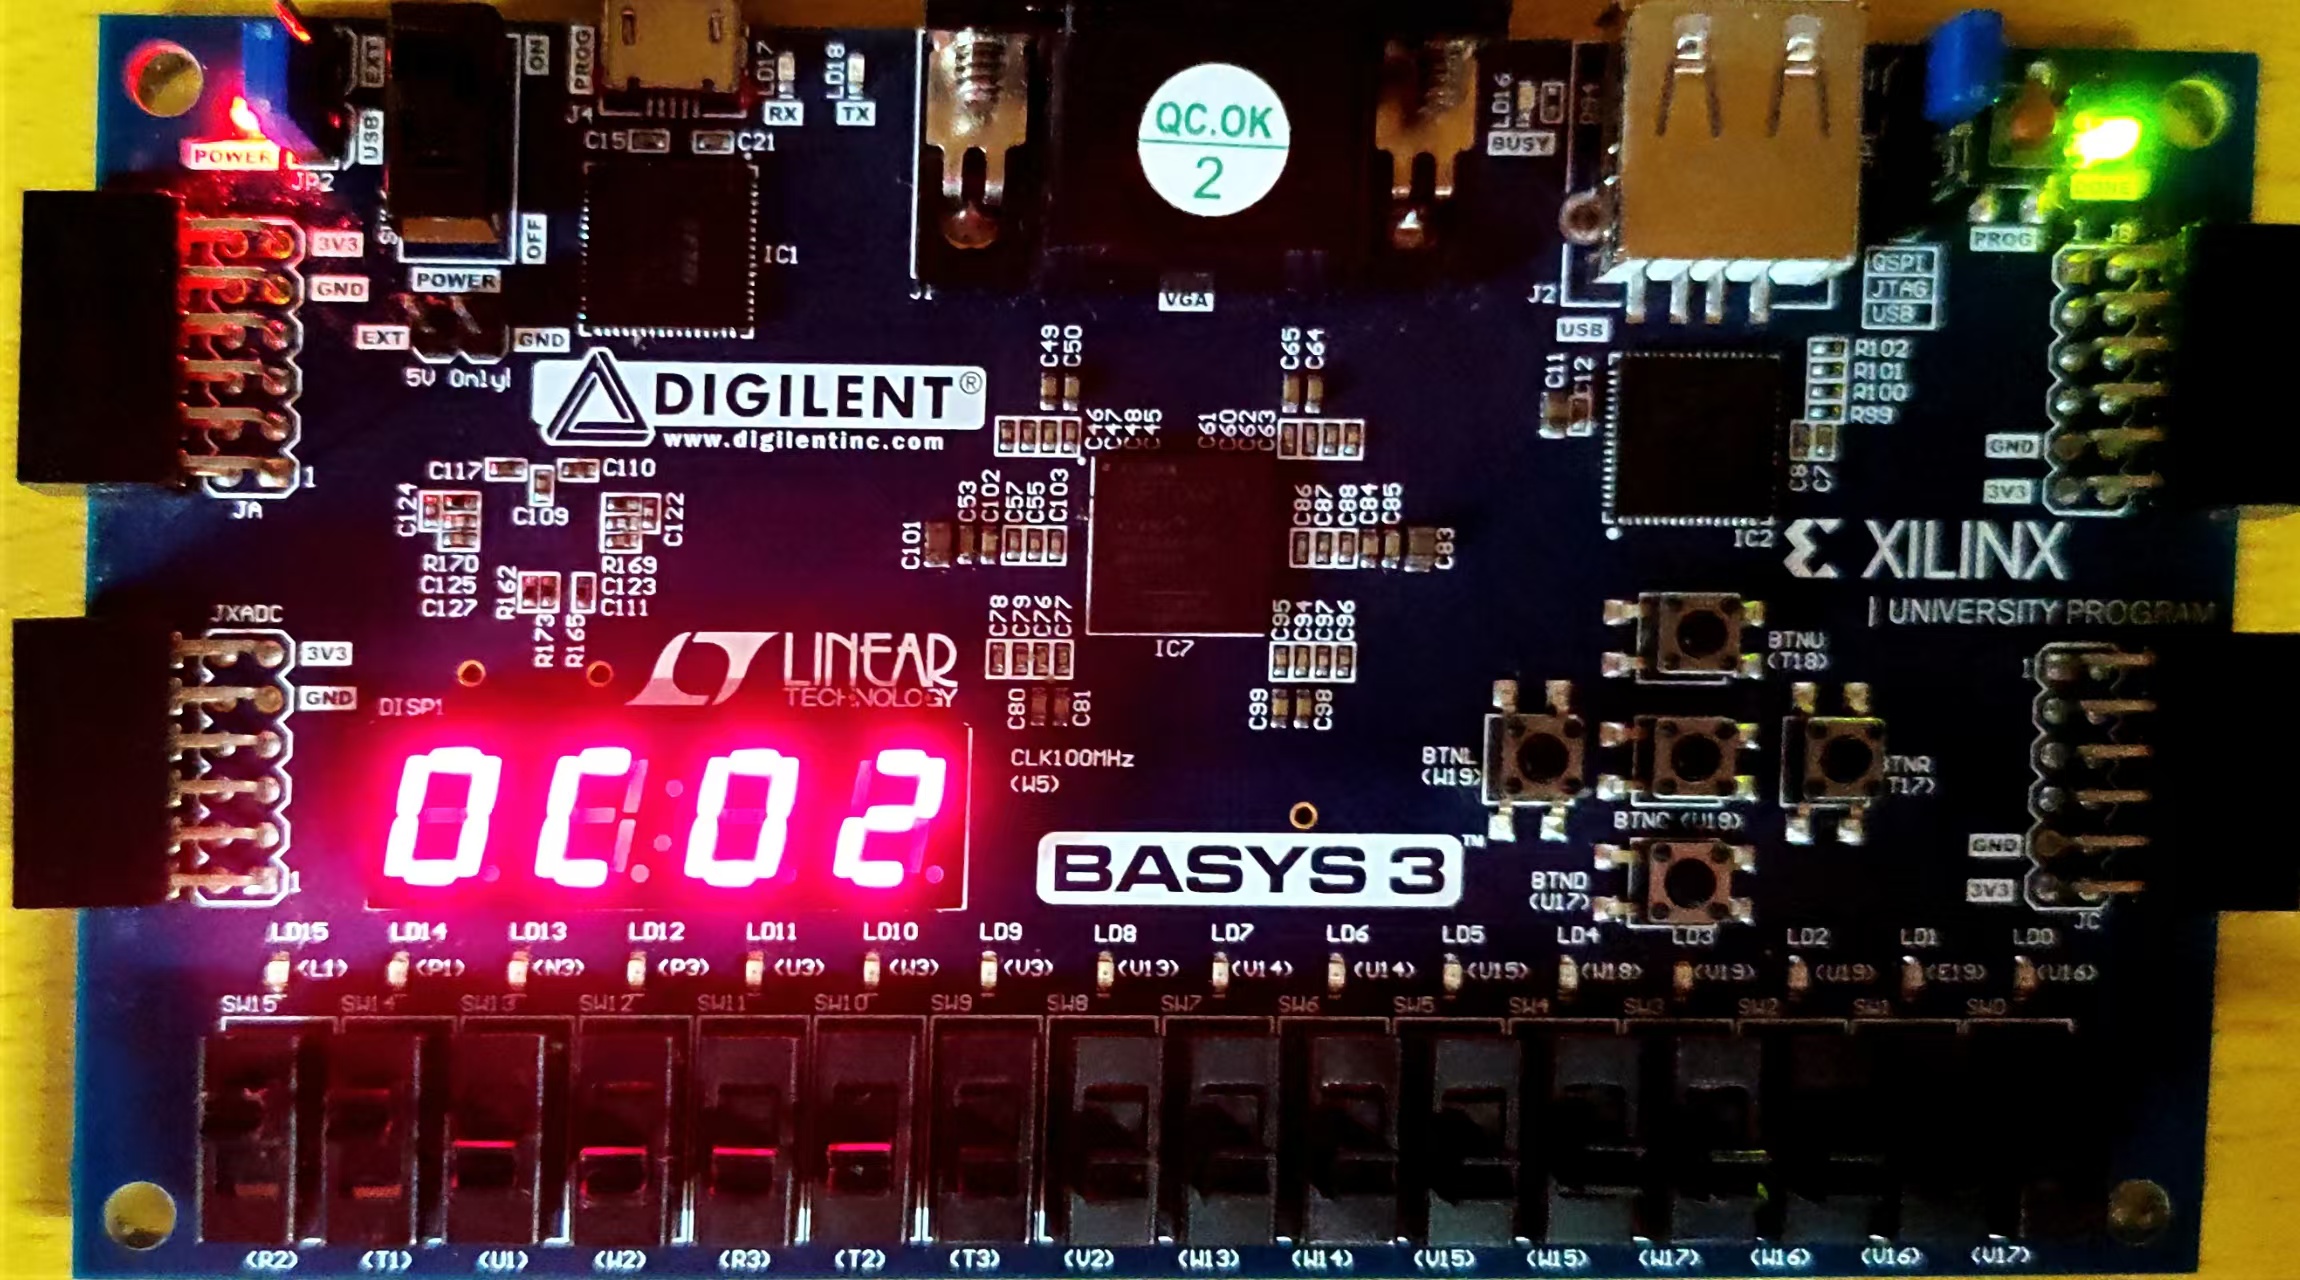 PROG
ON
EXT
USB
POWER
JP2
OFF
J4
LD17
RX
LD18
TX
C15
C21
QC.OK
2
LD16
BUSY
DONE
PROG
3V3
GND
POWER
EXT
GND
5V Only!
IC1
J1
VGA
J2
USB
QSPI
JTAG
USB
DIGILENT®
www.digilentinc.com
C49
C50
C65
C64
C46
C47
C48
C45
C61
C60
C62
C63
C11
C12
R102
R101
R100
R99
C8
C7
GND
3V3
JA
1
C117
C110
C124
C109
C122
R170
C125
C127
R162
R173
R165
R169
C123
C111
C101
C53
C102
C57
C55
C103
C86
C87
C88
C84
C85
C83
IC2
XILINX
UNIVERSITY PROGRAM
JXADC
3V3
GND
1
LINEAR
TECHNOLOGY
DISP1
C78
C79
C76
C77
IC7
C95
C94
C97
C96
C80
C81
C99
C98
CLK100MHz
(W5)
BTNU
(T18)
BTNL
(W19)
BTNR
(T17)
BTNC (U18)
BTND
(U17)
1
GND
3V3
JC
0C02
BASYS 3™
LD15 LD14 LD13 LD12 LD11 LD10 LD9 LD8 LD7 LD6 LD5 LD4 LD3 LD2 LD1 LD0
(L1) (P1) (N3) (P3) (U3) (W3) (V3) (V13) (V14) (U14) (U15) (W18) (V19) (U19) (E19) (U16)
SW15 SW14 SW13 SW12 SW11 SW10 SW9 SW8 SW7 SW6 SW5 SW4 SW3 SW2 SW1 SW0
(R2) (T1) (U1) (W2) (R3) (T2) (T3) (V2) (W13) (W14) (V15) (W15) (W17) (W16) (V16) (V17)